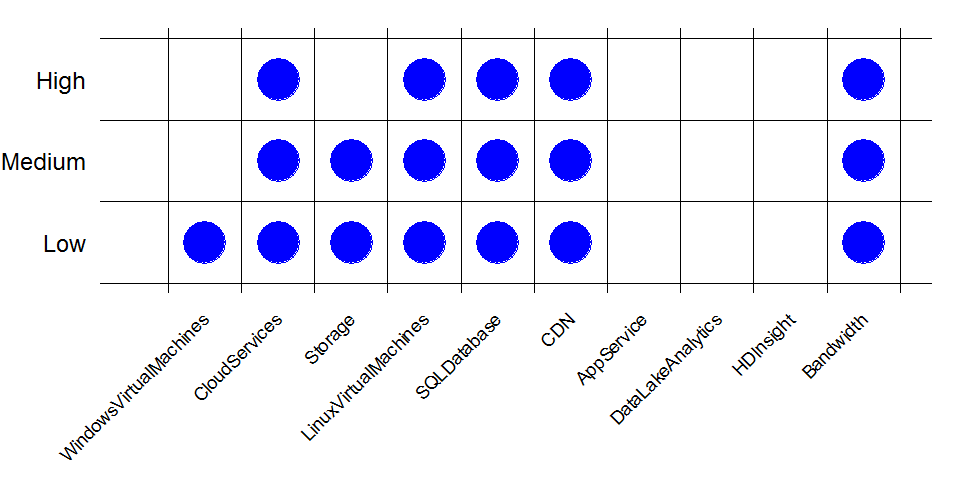 High
Medium
Low
WindowsVirtualMachines
CloudServices
Storage
LinuxVirtualMachines
SQLDatabase
CDN
AppService
DataLakeAnalytics
HDInsight
Bandwidth